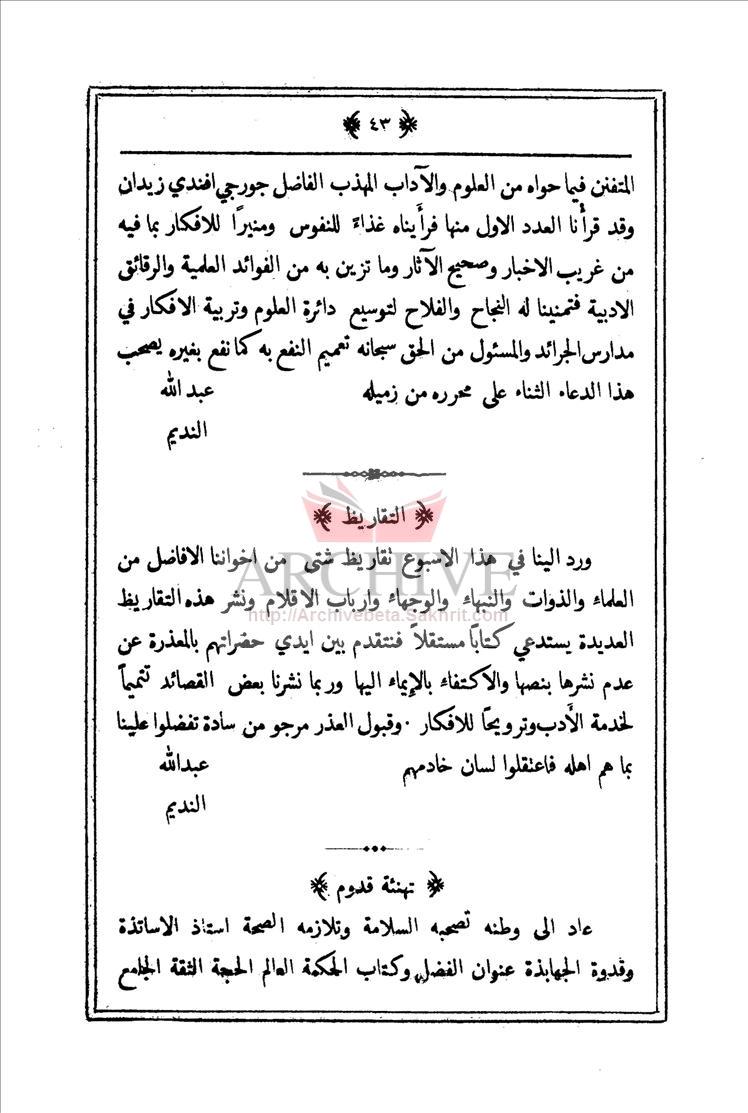 ﴿ ٤٣ ﴾
المتفنن فيما حواه من العلوم والآداب المهذب الفاضل جورجي افندي زيدان
وقد قرأنا العدد الاول منها فرأيناه غذاءً للنفوس ومنيرًا للافكار بما فيه
من غريب الاخبار وصحيح الآثار وما تزين به من الفوائد العلمية والرقائق
الادبية فتمنينا له النجاح والفلاح لتوسيع دائرة العلوم وتربية الافكار في
مدارس الجرائد والمسئول من الحق سبحانه تعميم النفع به كما نفع بغيره يصحب
هذا الدعاء الثناء على محرره من زميله عبد الله
النديم
﴿ التقاريظ ﴾
ورد الينا في هذا الاسبوع تقاريظ شتى من اخواننا الافاضل من
ARCHIVE
العلماء والذوات والنبهاء والوجهاء وارباب الاقلام ونشر هذه التقاريظ
http://Archivebeta.Sakhrit.com
العديدة يستدعي كتابًا مستقلاً فنتقدم بين ايدي حضراتهم بالمعذرة عن
عدم نشرها بنصها والاكتفاء بالإيماء اليها وربما نشرنا بعض القصائد تتميماً
لخدمة الأدب وترويحًا للافكار . وقبول العذر مرجو من سادة تفضلوا علينا
بما هم اهله فاعتقلوا لسان خادمهم عبدالله
النديم
﴿ تهنئة قدوم ﴾
عاد الى وطنه تصحبه السلامة وتلازمه الصحة استاذ الاساتذة
وقدوة الجهابذة عنوان الفضل وكتاب الحكمة العالم الحجة الثقة الجامع